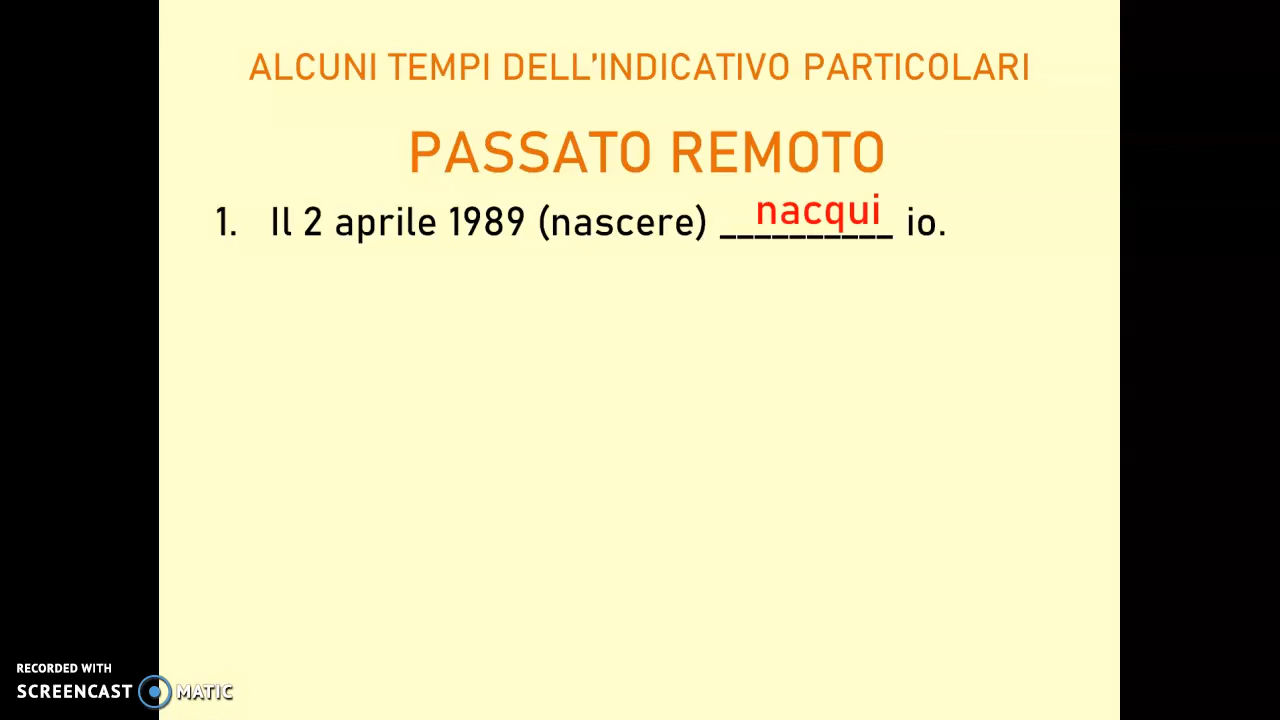 ALCUNI TEMPI DELL'INDICATIVO PARTICOLARI
PASSATO REMOTO
1. Il 2 aprile 1989 (nascere) __________ io.
nacqui
RECORDED WITH
SCREENCAST MATIC